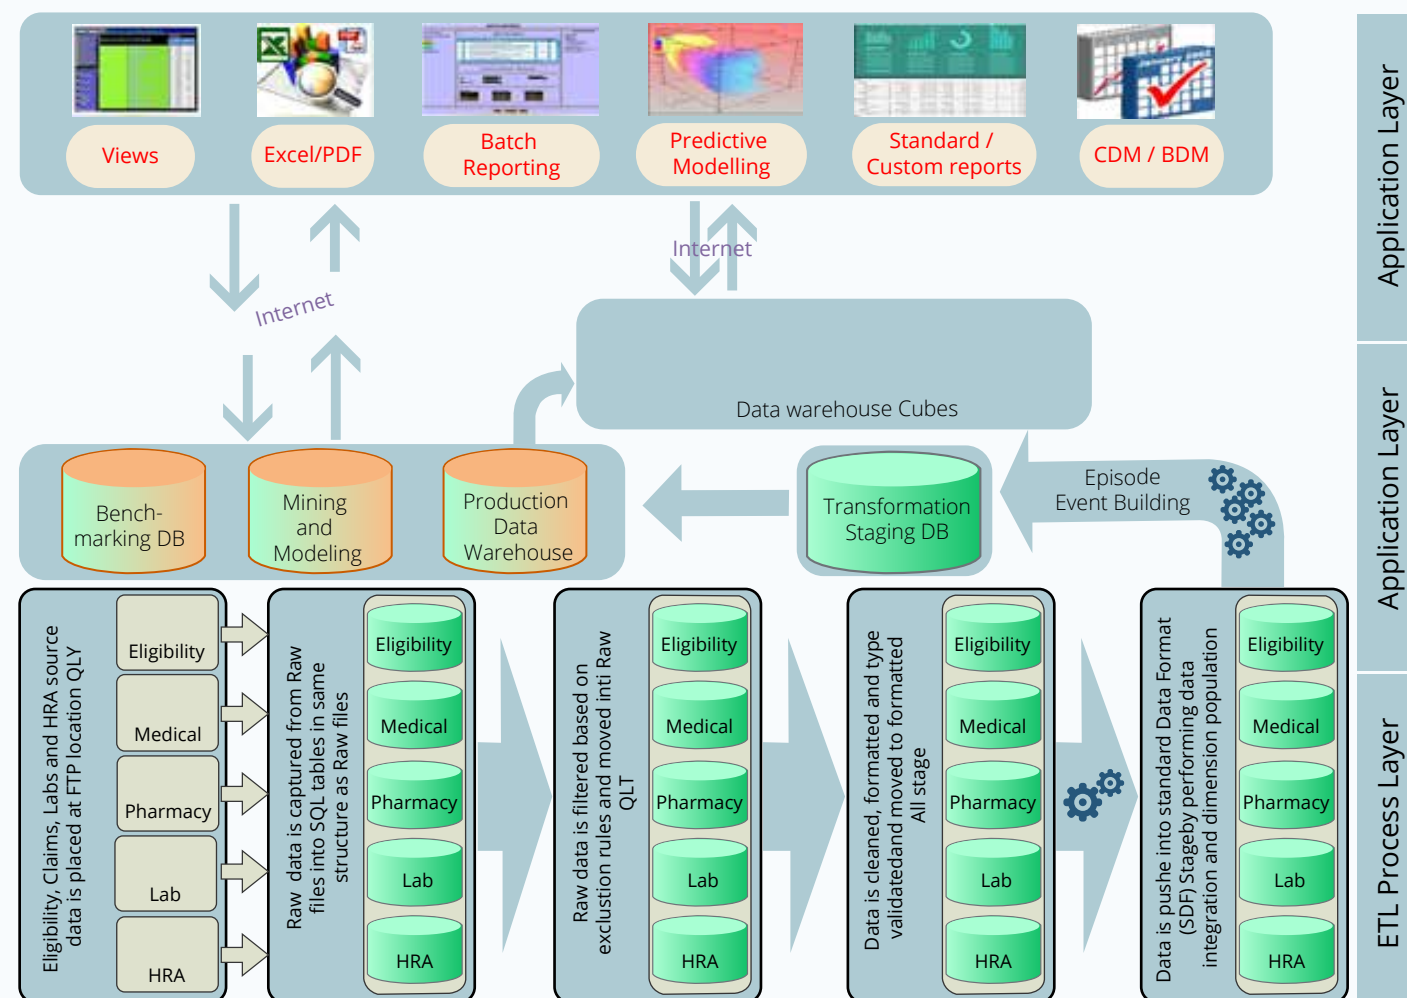 Views
Excel/PDF
Batch
Reporting
Predictive
Modelling
Standard /
Custom reports
CDM / BDM
Application Layer
Internet
Internet
Data warehouse Cubes
Application Layer
Bench-
marking DB
Mining
and
Modeling
Production
Data
Warehouse
Transformation
Staging DB
Episode
Event Building
Eligibility, Claims, Labs and HRA source
data is placed at FTP location QLY
Eligibility
Medical
Pharmacy
Lab
HRA
Raw data is captured from Raw
files into SQL tables in same
structure as Raw files
Eligibility
Medical
Pharmacy
Lab
HRA
Raw data is filtered based on
exclustion rules and moved inti Raw
QLT
Eligibility
Medical
Pharmacy
Lab
HRA
Data is cleaned, formatted and type
validatedand moved to formatted
All stage
Eligibility
Medical
Pharmacy
Lab
HRA
Data is pushe into standard Data Format
(SDF) Stageby performing data
integration and dimension population
Eligibility
Medical
Pharmacy
Lab
HRA
ETL Process Layer